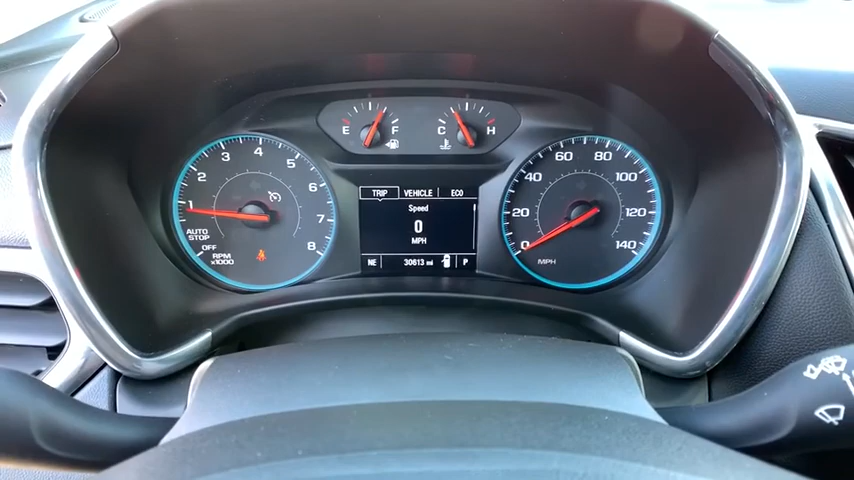 E F
C H
1 2 3 4 5 6 7 8
AUTO
STOP
OFF
RPM
x1000
TRIP VEHICLE ECO
Speed
0
MPH
NE 30613 mi P
0 20 40 60 80 100 120 140
MPH